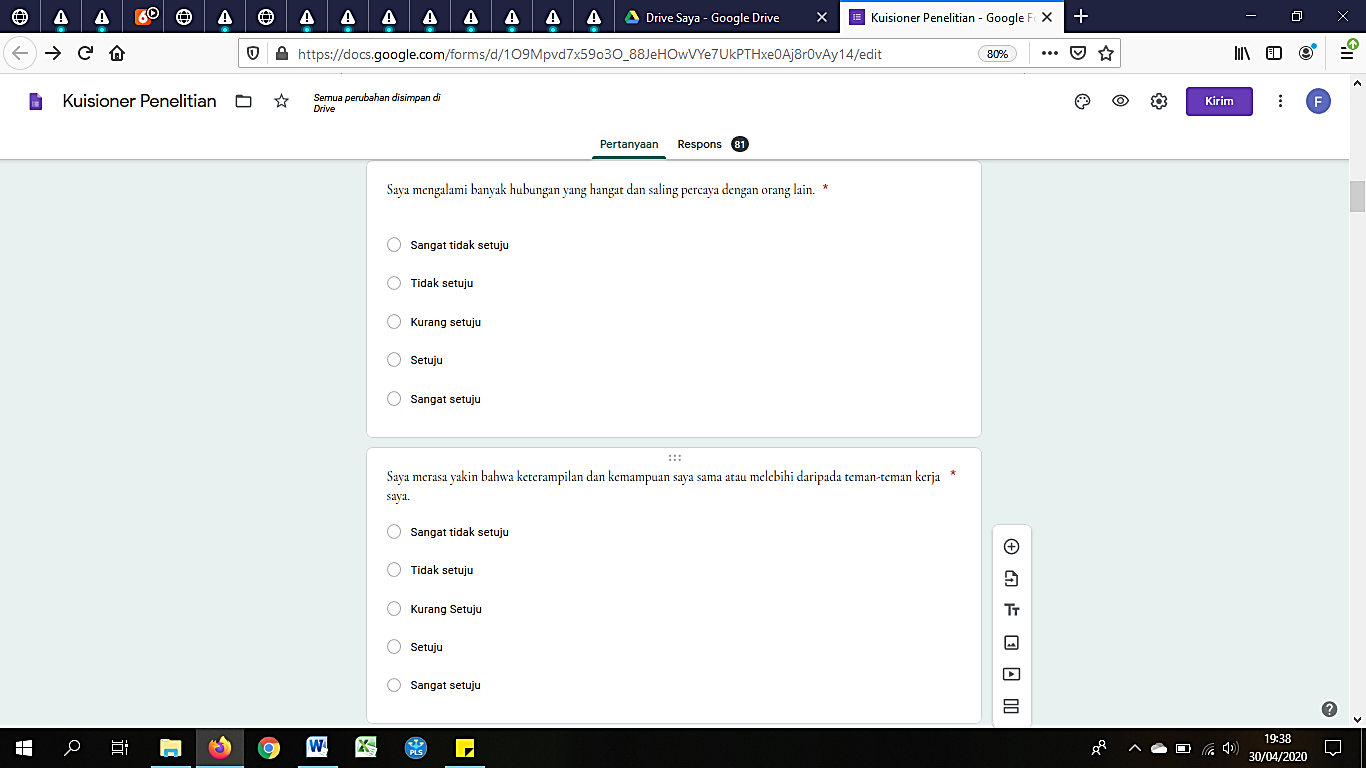 Drive Saya - Google Drive
Kuisioner Penelitian - Google F
https://docs.google.com/forms/d/1O9Mpvd7x59o3O_88JeHOwVYe7UkPTHxe0Aj8r0vAy14/edit
80%
Kuisioner Penelitian
Semua perubahan disimpan di
Drive
Kirim
F
Pertanyaan Respons 81
Saya mengalami banyak hubungan yang hangat dan saling percaya dengan orang lain. *
Sangat tidak setuju
Tidak setuju
Kurang setuju
Setuju
Sangat setuju
Saya merasa yakin bahwa keterampilan dan kemampuan saya sama atau melebihi daripada teman-teman kerja *
saya.
Sangat tidak setuju
Tidak setuju
Kurang Setuju
Setuju
Sangat setuju
Tт
PLS
19:38
30/04/2020